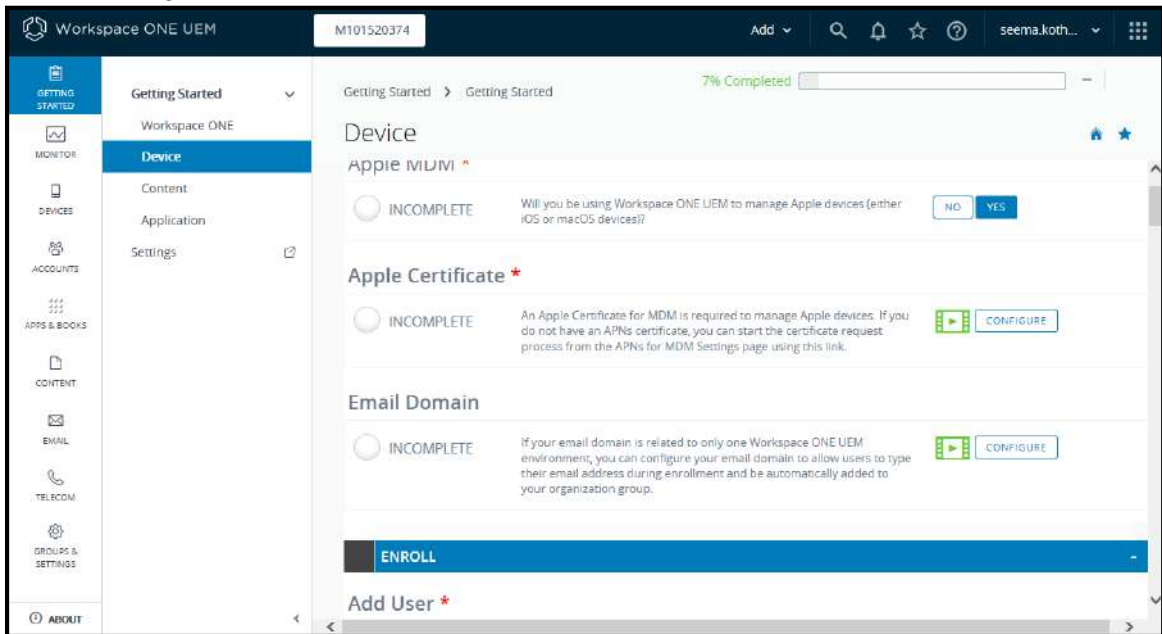 Workspace ONE UEM
M101520374
Add
seema.koth...
GETTING
STARTED
MONITOR
DEVICES
ACCOUNTS
APPS & BOOKS
CONTENT
EMAIL
TELECOM
GROUPS &
SETTINGS
ABOUT
Getting Started
Workspace ONE
Device
Content
Application
Settings
Getting Started > Getting Started
7% Completed
Device
Apple MDM *
INCOMPLETE
Will you be using Workspace ONE UEM to manage Apple devices (either
iOS or macOS devices)?
NO
YES
Apple Certificate *
INCOMPLETE
An Apple Certificate for MDM is required to manage Apple devices. If you
do not have an APNs certificate, you can start the certificate request
process from the APNs for MDM Settings page using this link.
CONFIGURE
Email Domain
INCOMPLETE
If your email domain is related to only one Workspace ONE UEM
environment, you can configure your email domain to allow users to type
their email address during enrollment and be automatically added to
your organization group.
CONFIGURE
ENROLL
Add User *